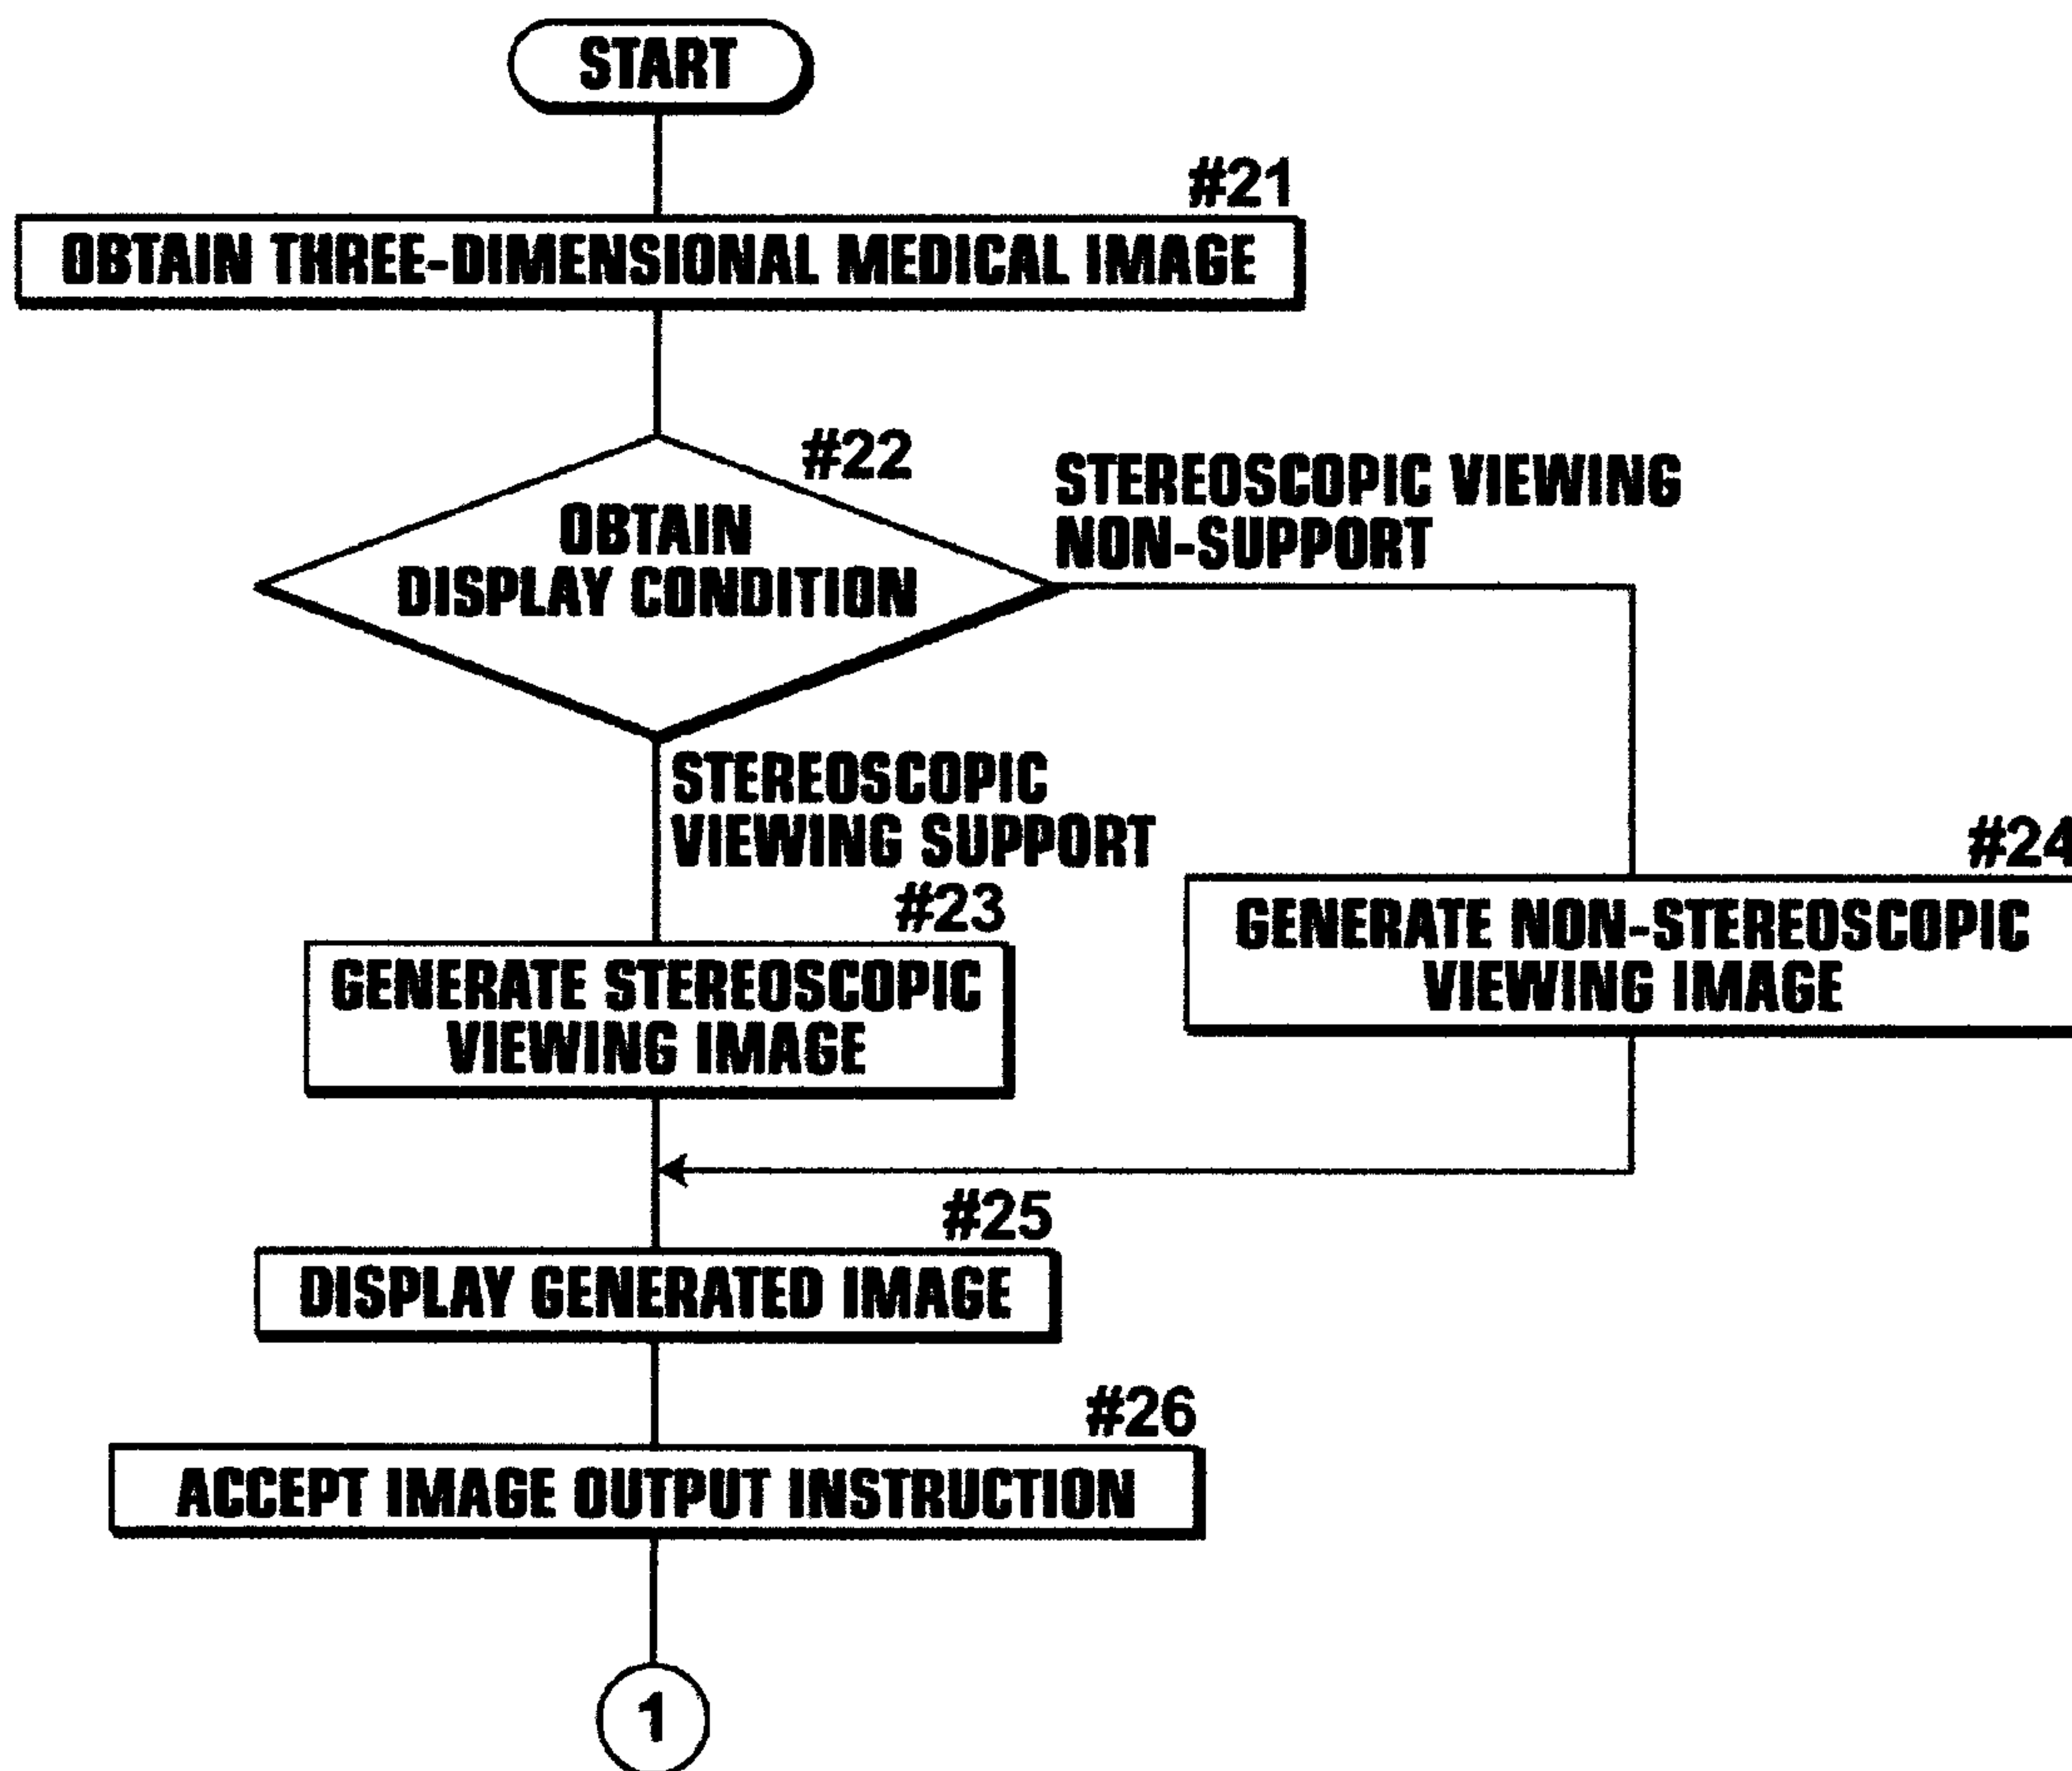 START
#21
OBTAIN THREE-DIMENSIONAL MEDICAL IMAGE
#22
OBTAIN
DISPLAY CONDITION
STEREOSCOPIC VIEWING
NON-SUPPORT
STEREOSCOPIC
VIEWING SUPPORT
#23
GENERATE STEREOSCOPIC
VIEWING IMAGE
#24
GENERATE NON-STEREOSCOPIC
VIEWING IMAGE
#25
DISPLAY GENERATED IMAGE
#26
ACCEPT IMAGE OUTPUT INSTRUCTION
1